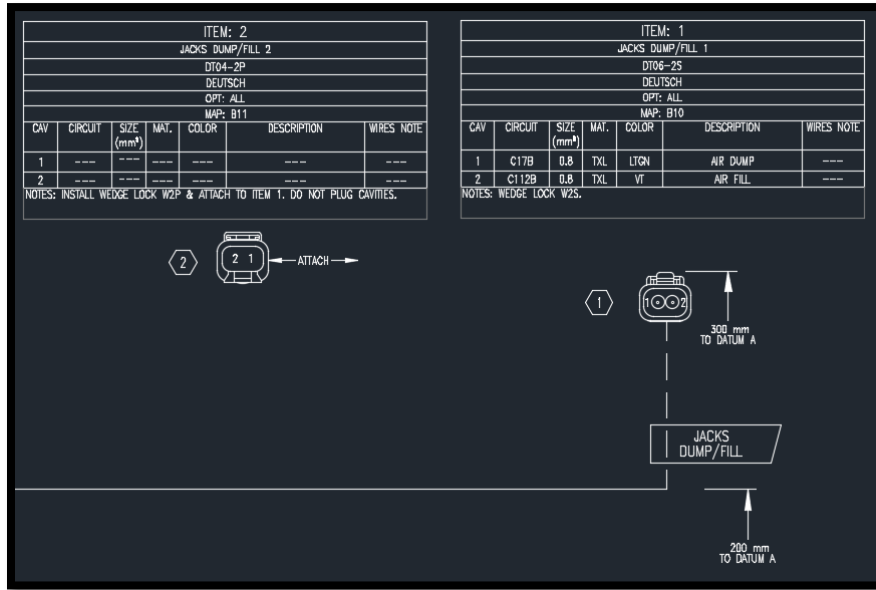 ITEM: 2
JACKS DUMP/FILL 2
DT04-2P
DEUTSCH
OPT: ALL
MAP: B11
CAV CIRCUIT SIZE (mm²) MAT. COLOR DESCRIPTION WIRES NOTE
1 --- --- --- --- --- ---
2 --- --- --- --- --- ---
NOTES: INSTALL WEDGE LOCK W2P & ATTACH TO ITEM 1. DO NOT PLUG CAVITIES.
ITEM: 1
JACKS DUMP/FILL 1
DT06-2S
DEUTSCH
OPT: ALL
MAP: B10
CAV CIRCUIT SIZE (mm²) MAT. COLOR DESCRIPTION WIRES NOTE
1 C17B 0.8 TXL LTGN AIR DUMP ---
2 C112B 0.8 TXL VT AIR FILL ---
NOTES: WEDGE LOCK W2S.
2
2 1
ATTACH
1
1 2
300 mm
TO DATUM A
JACKS
DUMP/FILL
200 mm
TO DATUM A